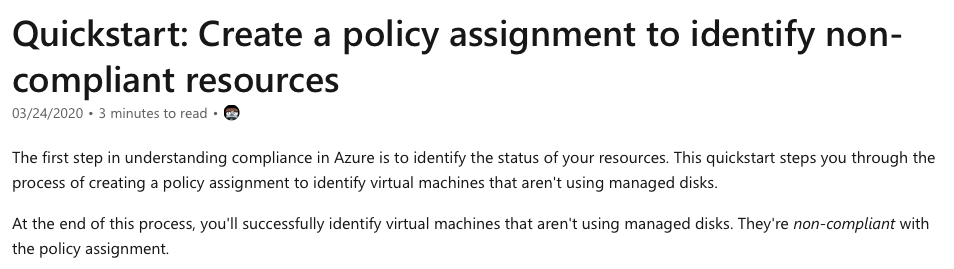 Quickstart: Create a policy assignment to identify non-
compliant resources
03/24/2020 • 3 minutes to read •
The first step in understanding compliance in Azure is to identify the status of your resources. This quickstart steps you through the
process of creating a policy assignment to identify virtual machines that aren't using managed disks.
At the end of this process, you'll successfully identify virtual machines that aren't using managed disks. They're non-compliant with
the policy assignment.